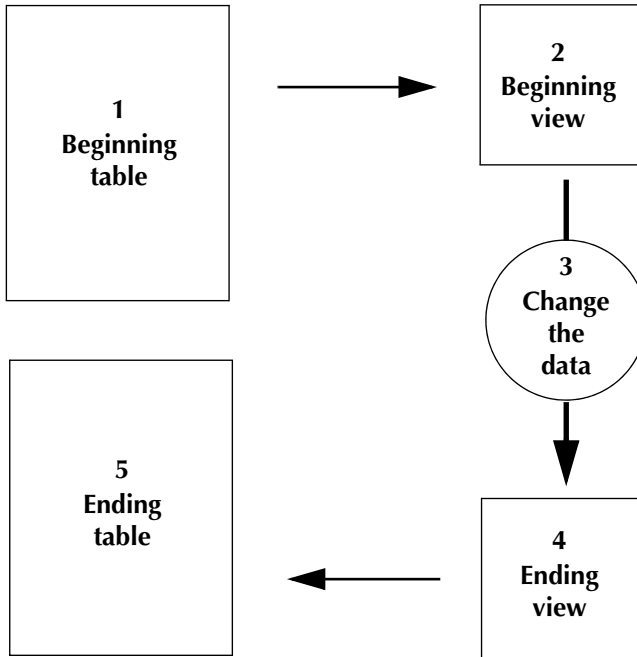 1
Beginning
table
2
Beginning
view
3
Change
the
data
4
Ending
view
5
Ending
table